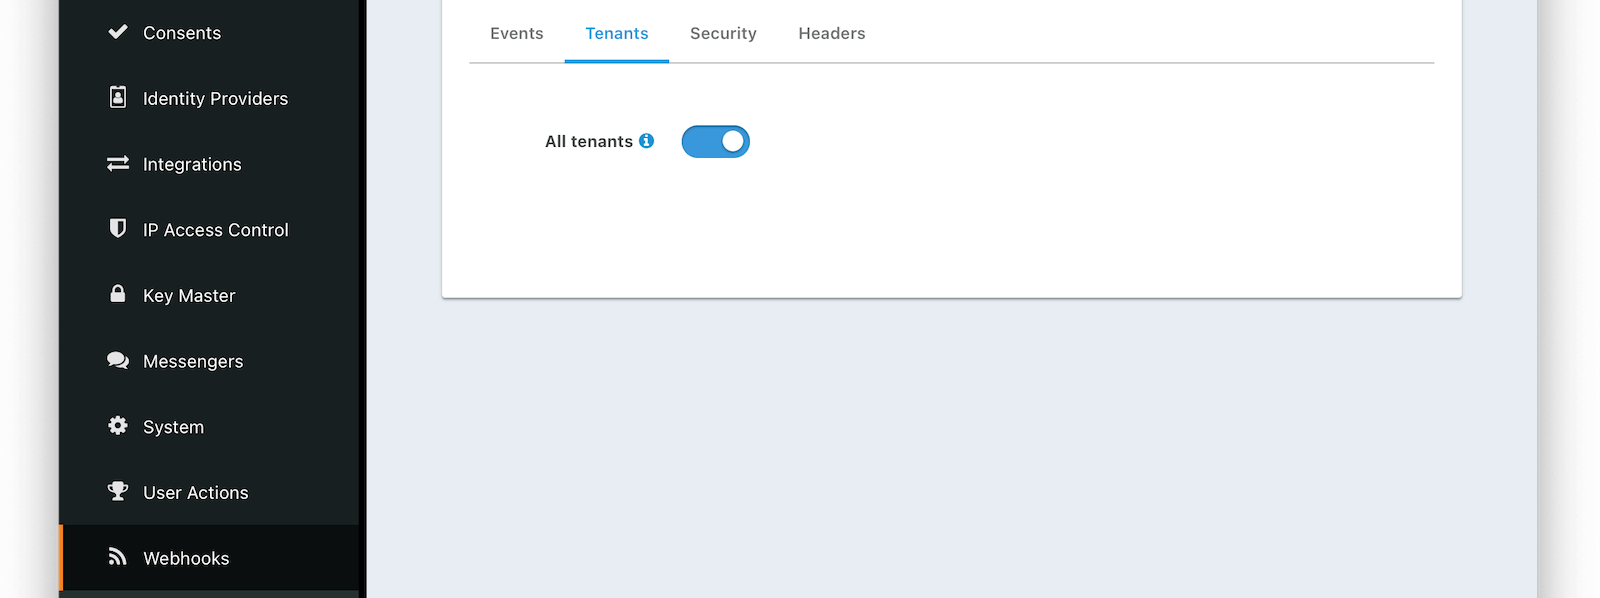 Consents
Identity Providers
Integrations
IP Access Control
Key Master
Messengers
System
User Actions
Webhooks
Events Tenants Security Headers
All tenants